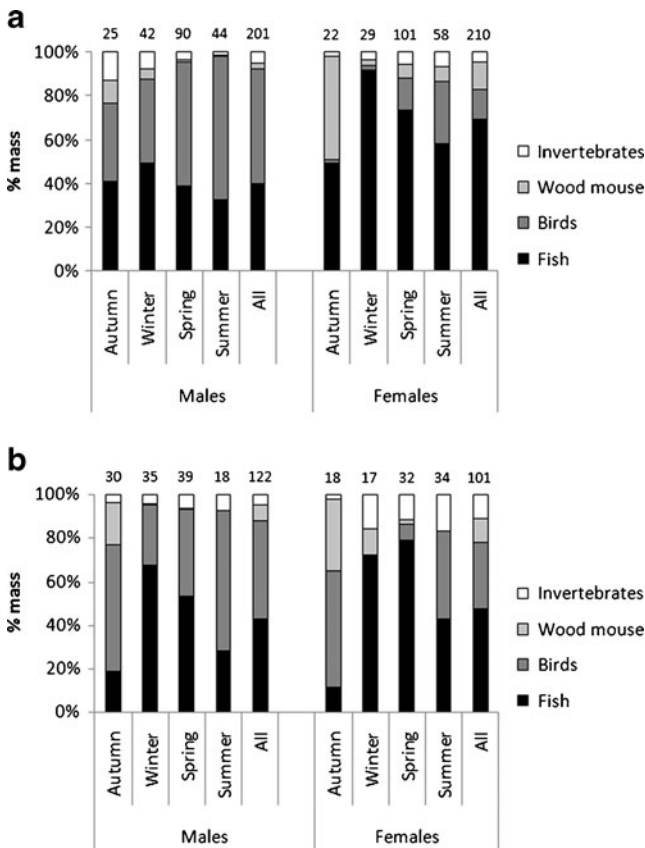 a
25 42 90 44 201 22 29 101 58 210
100%
80%
60%
40%
20%
0%
% mass
Autumn Winter Spring Summer All Autumn Winter Spring Summer All
Males Females
Invertebrates
Wood mouse
Birds
Fish
b
30 35 39 18 122 18 17 32 34 101
100%
80%
60%
40%
20%
0%
% mass
Autumn Winter Spring Summer All Autumn Winter Spring Summer All
Males Females
Invertebrates
Wood mouse
Birds
Fish